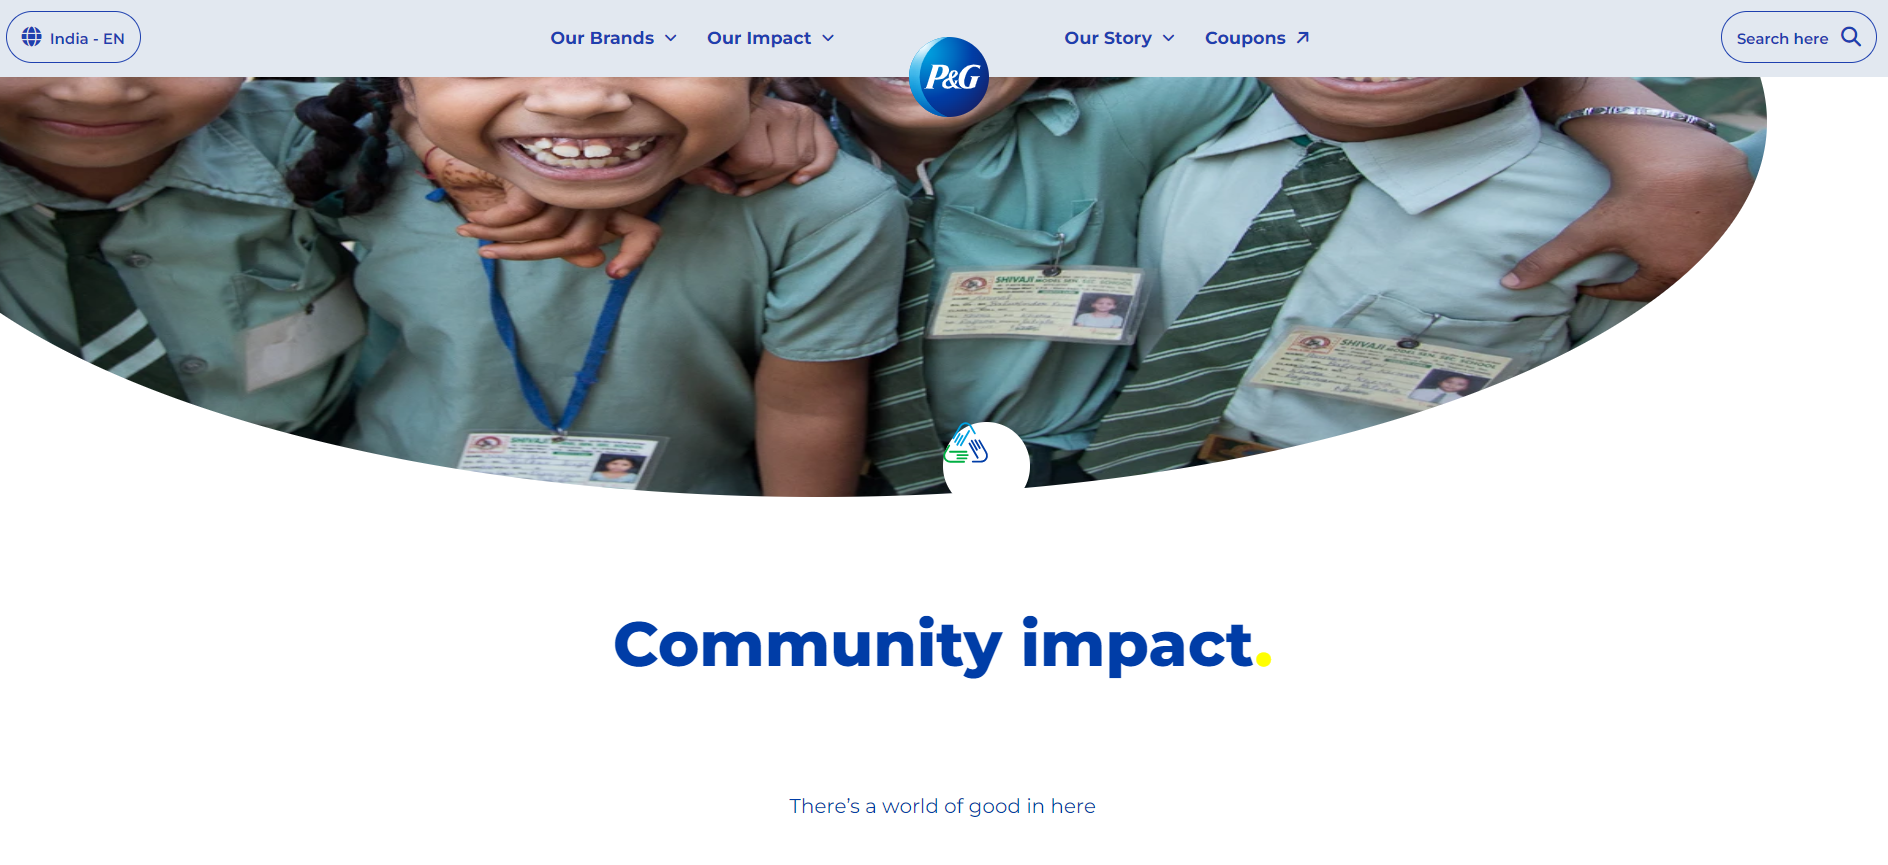 India - EN
Our Brands
Our Impact
P&G
Our Story
Coupons
Search here
SHIVAJI MODEL SEN. SEC. SCHOOL
SHIVAJI MODEL SEN. SEC. SCHOOL
SHIVAJI
Community impact.
There’s a world of good in here